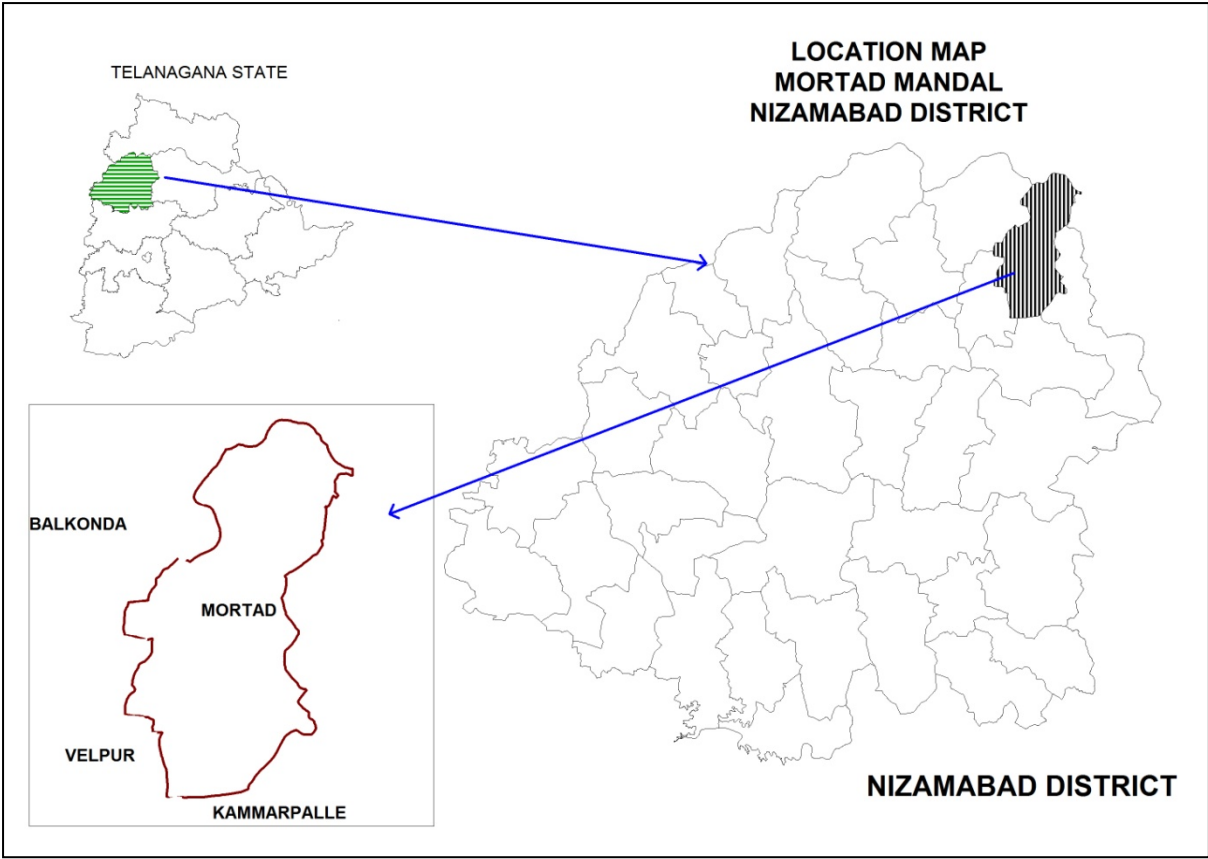 LOCATION MAP
MORTAD MANDAL
NIZAMABAD DISTRICT
TELANAGANA STATE
BALKONDA
MORTAD
VELPUR
KAMMARPALLE
NIZAMABAD DISTRICT